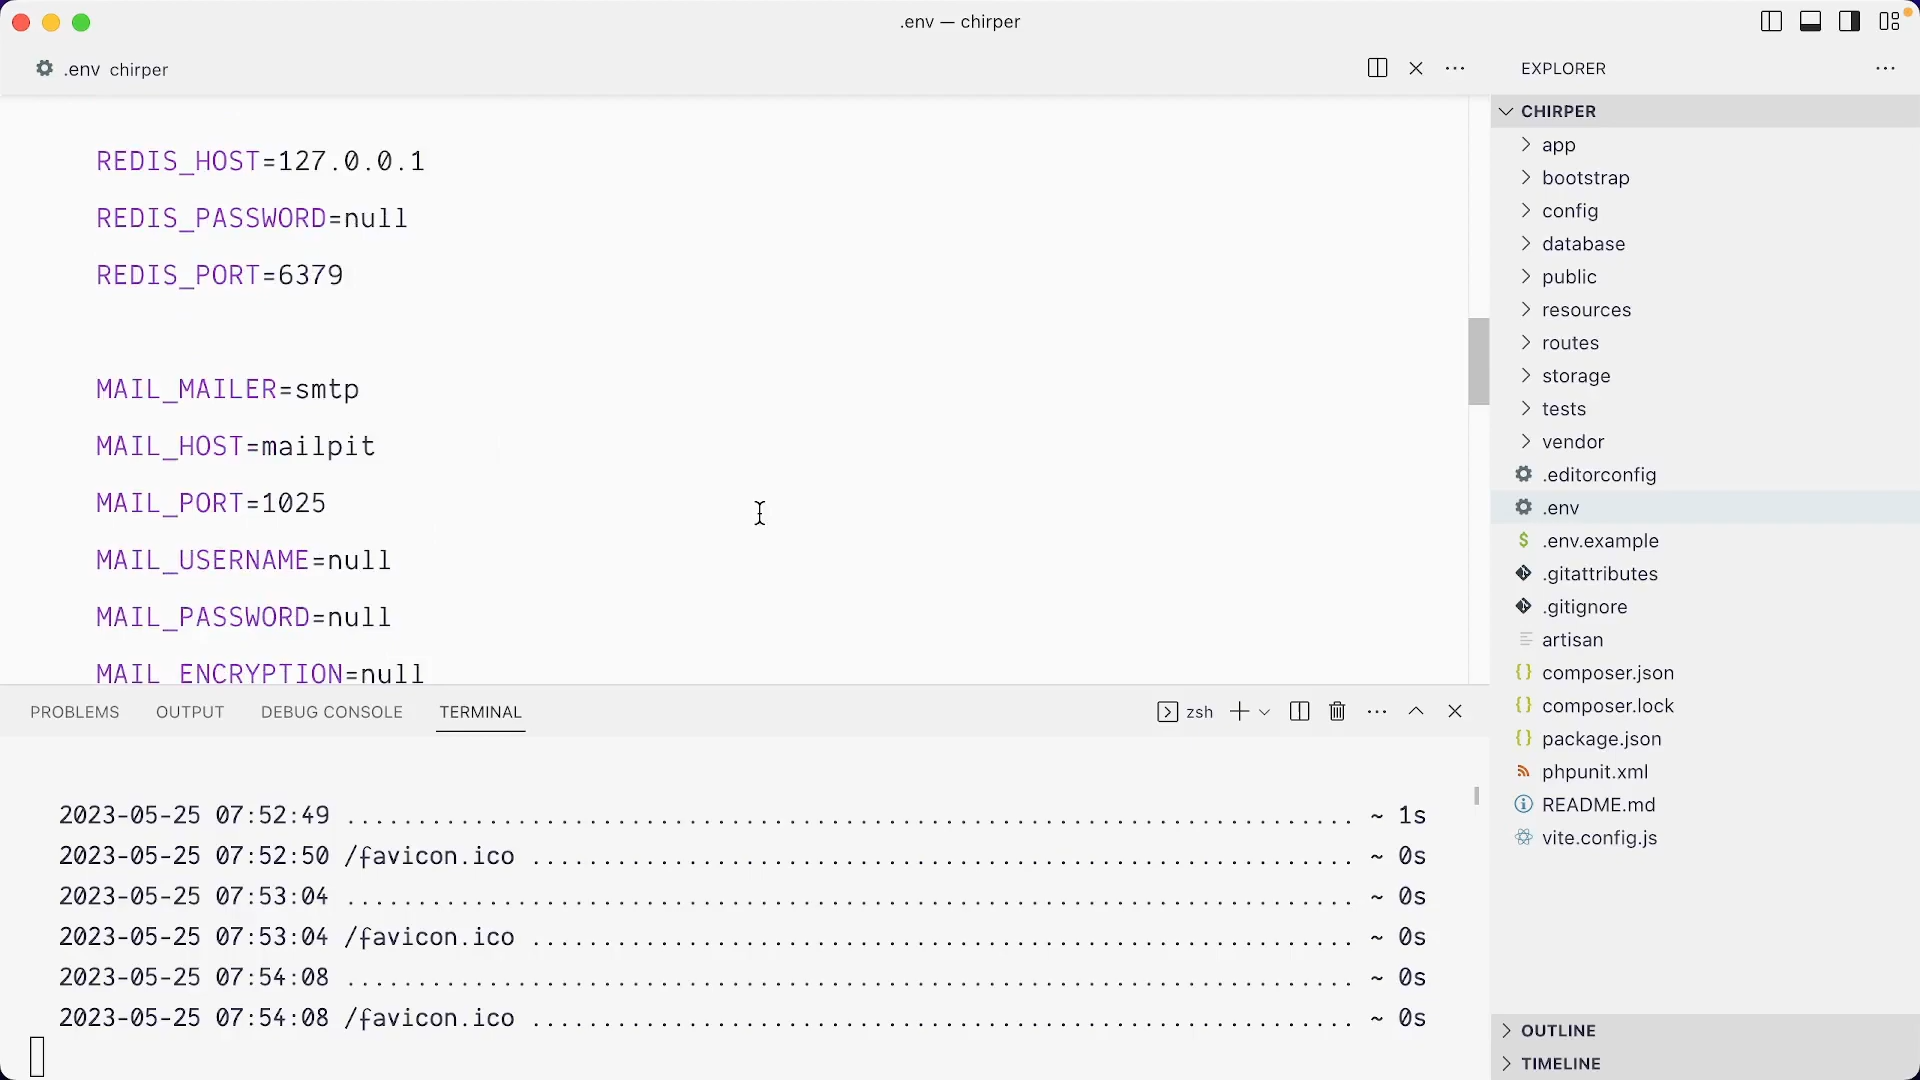 .env — chirper
.env chirper
EXPLORER
REDIS_HOST=127.0.0.1
REDIS_PASSWORD=null
REDIS_PORT=6379
MAIL_MAILER=smtp
MAIL_HOST=mailpit
MAIL_PORT=1025
MAIL_USERNAME=null
MAIL_PASSWORD=null
MAIL_ENCRYPTION=null
CHIRPER
app
bootstrap
config
database
public
resources
routes
storage
tests
vendor
.editorconfig
.env
.env.example
.gitattributes
.gitignore
artisan
composer.json
composer.lock
package.json
phpunit.xml
README.md
vite.config.js
OUTLINE
TIMELINE
PROBLEMS OUTPUT DEBUG CONSOLE TERMINAL zsh
2023-05-25 07:52:49 ........................................................................ ~ 1s
2023-05-25 07:52:50 /favicon.ico .......................................................... ~ 0s
2023-05-25 07:53:04 ........................................................................ ~ 0s
2023-05-25 07:53:04 /favicon.ico .......................................................... ~ 0s
2023-05-25 07:54:08 ........................................................................ ~ 0s
2023-05-25 07:54:08 /favicon.ico .......................................................... ~ 0s